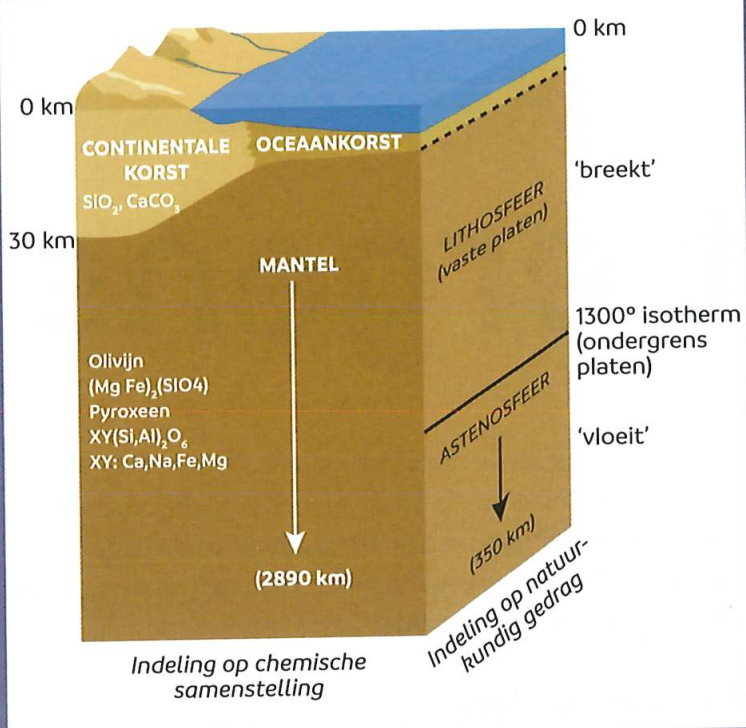 0 km
0 km
CONTINENTALE
KORST
SiO₂, CaCO₃
OCEAANKORST
30 km
MANTEL
Olivijn
(Mg Fe)₂(SIO4)
Pyroxeen
XY(Si,Al)₂O₆
XY: Ca,Na,Fe,Mg
(2890 km)
LITHOSFEER
(vaste platen)
'breekt'
1300° isotherm
(ondergrens
platen)
ASTENOSFEER
'vloeit'
(350 km)
Indeling op chemische
samenstelling
Indeling op natuur-
kundig gedrag